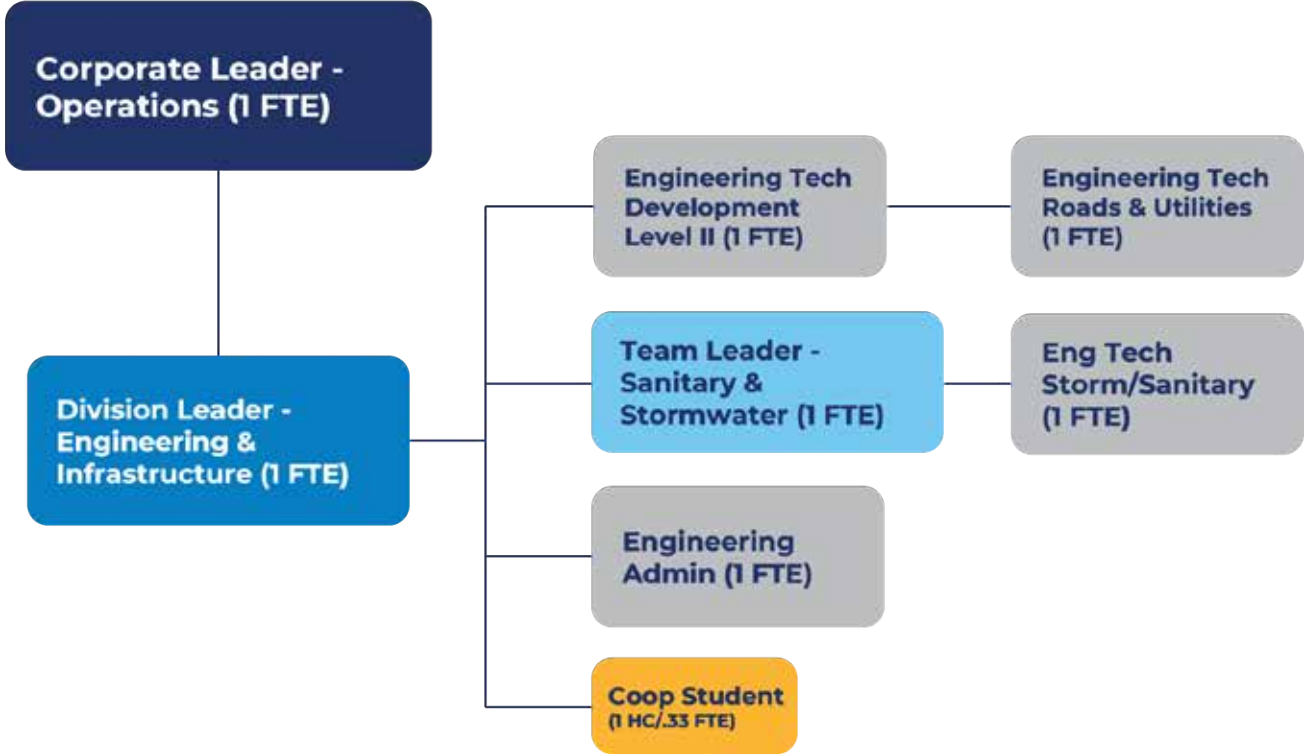 Corporate Leader -
Operations (1 FTE)
Engineering Tech
Development
Level II (1 FTE)
Engineering Tech
Roads & Utilities
(1 FTE)
Division Leader -
Engineering &
Infrastructure (1 FTE)
Team Leader -
Sanitary &
Stormwater (1 FTE)
Eng Tech
Storm/Sanitary
(1 FTE)
Engineering
Admin (1 FTE)
Coop Student
(1 HC/.33 FTE)